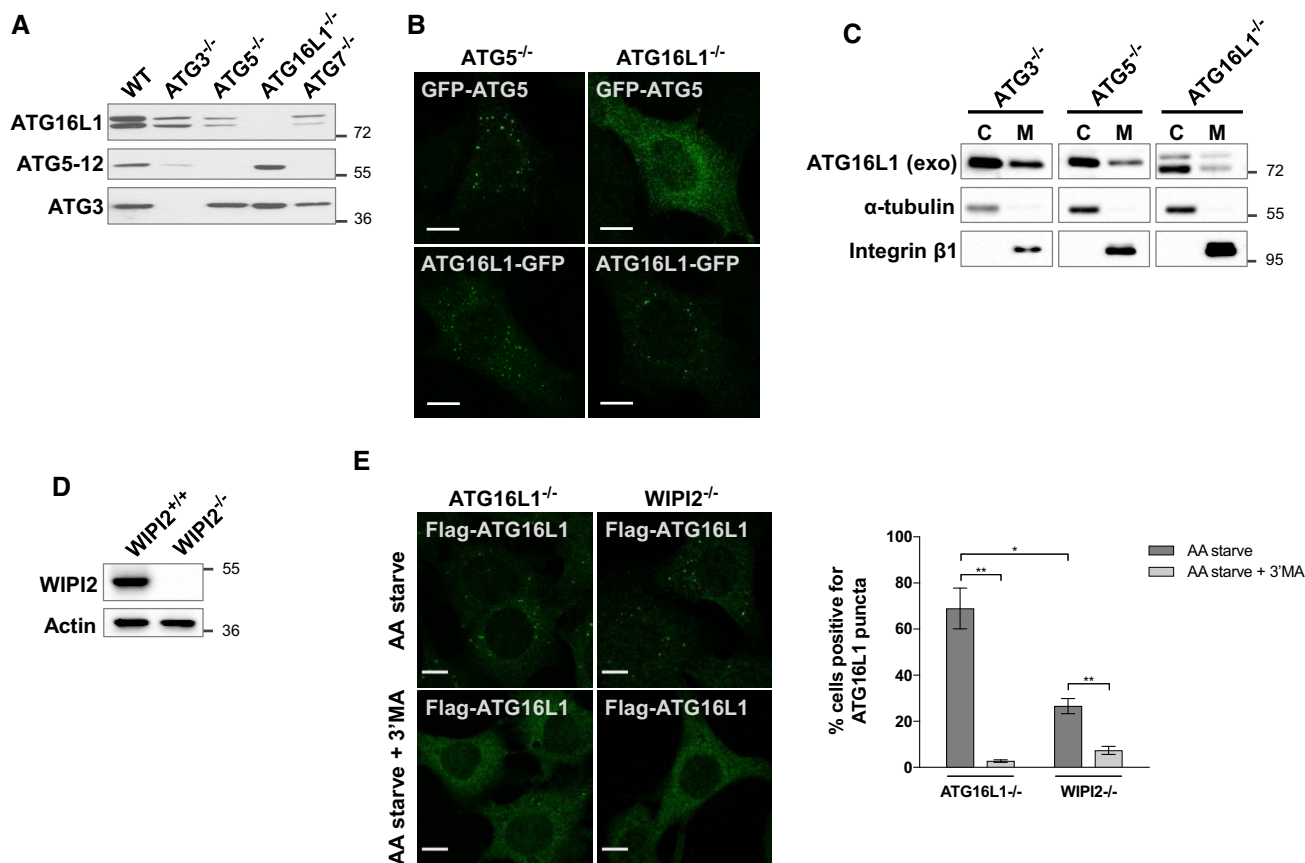 A
WT
ATG3-/-
ATG5-/-
ATG16L1-/-
ATG7-/-
ATG16L1
72
ATG5-12
55
ATG3
36
B
ATG5-/- ATG16L1-/-
GFP-ATG5 GFP-ATG5
ATG16L1-GFP ATG16L1-GFP
C
ATG3-/-
ATG5-/-
ATG16L1-/-
C M C M C M
ATG16L1 (exo) 72
α-tubulin 55
Integrin β1 95
D
WIPI2+/+
WIPI2-/-
WIPI2 55
Actin 36
E
ATG16L1-/- WIPI2-/-
AA starve
Flag-ATG16L1 Flag-ATG16L1
AA starve + 3'MA
Flag-ATG16L1 Flag-ATG16L1
% cells positive for
ATG16L1 puncta
100
80
60
40
20
0
*
**
**
ATG16L1-/- WIPI2-/-
AA starve
AA starve + 3'MA